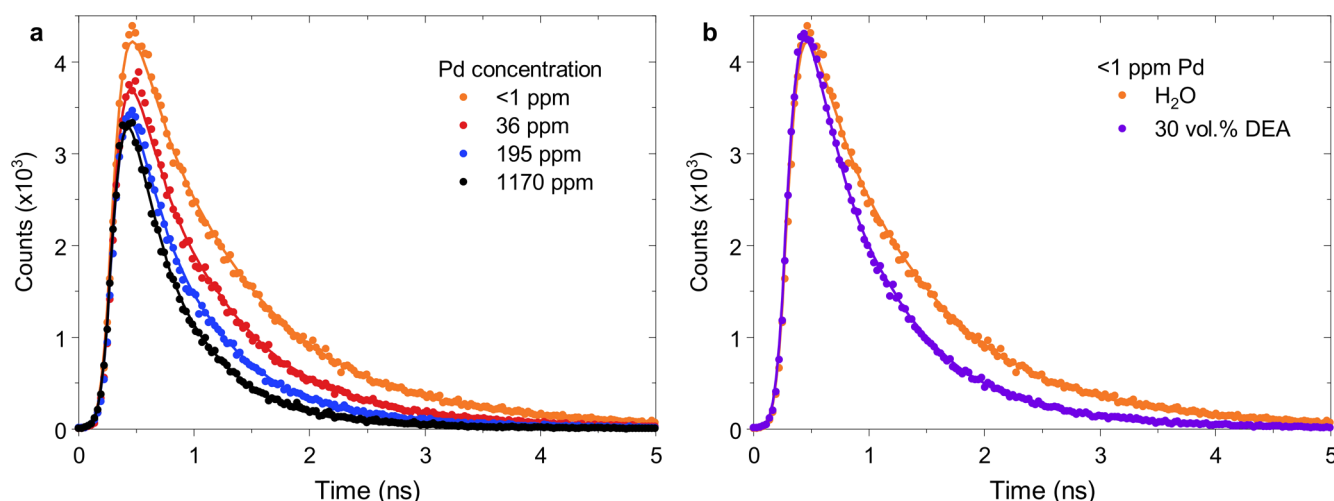 a
Pd concentration
<1 ppm
36 ppm
195 ppm
1170 ppm
Counts (x10³)
4
3
2
1
0
0 1 2 3 4 5
Time (ns)
b
<1 ppm Pd
H₂O
30 vol.% DEA
Counts (x10³)
4
3
2
1
0
0 1 2 3 4 5
Time (ns)